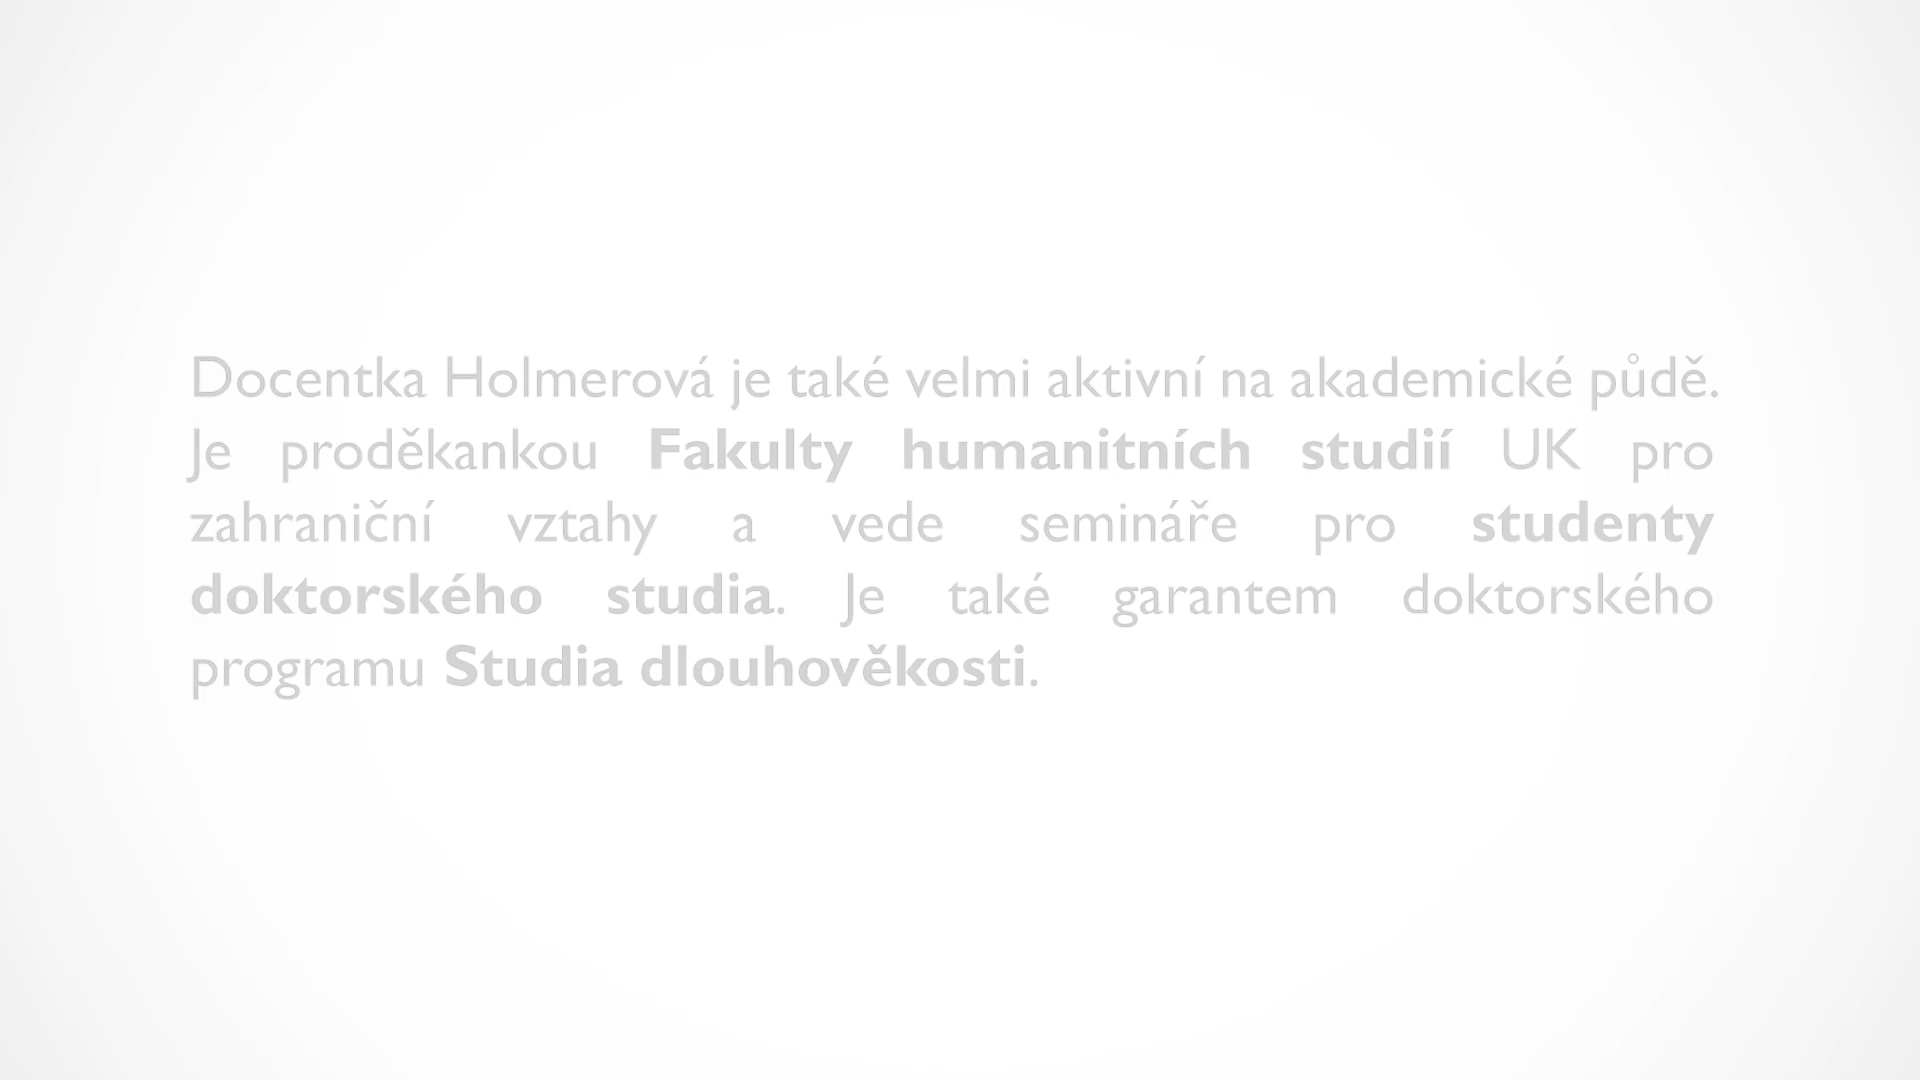 Docentka Holmerová je také velmi aktivní na akademické půdě.
Je proděkankou Fakulty humanitních studií UK pro
zahraniční vztahy a vede semináře pro studenty
doktorského studia. Je také garantem doktorského
programu Studia dlouhověkosti.